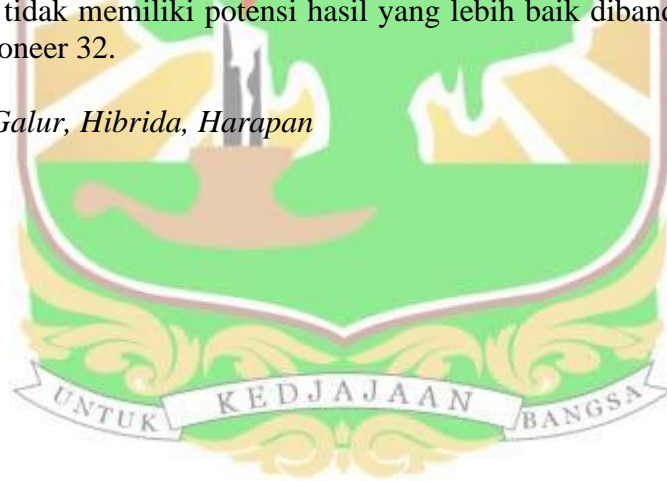 tidak memiliki potensi hasil yang lebih baik diband
oneer 32.
Galur, Hibrida, Harapan
UNTUK KEDJAJAAN BANGSA